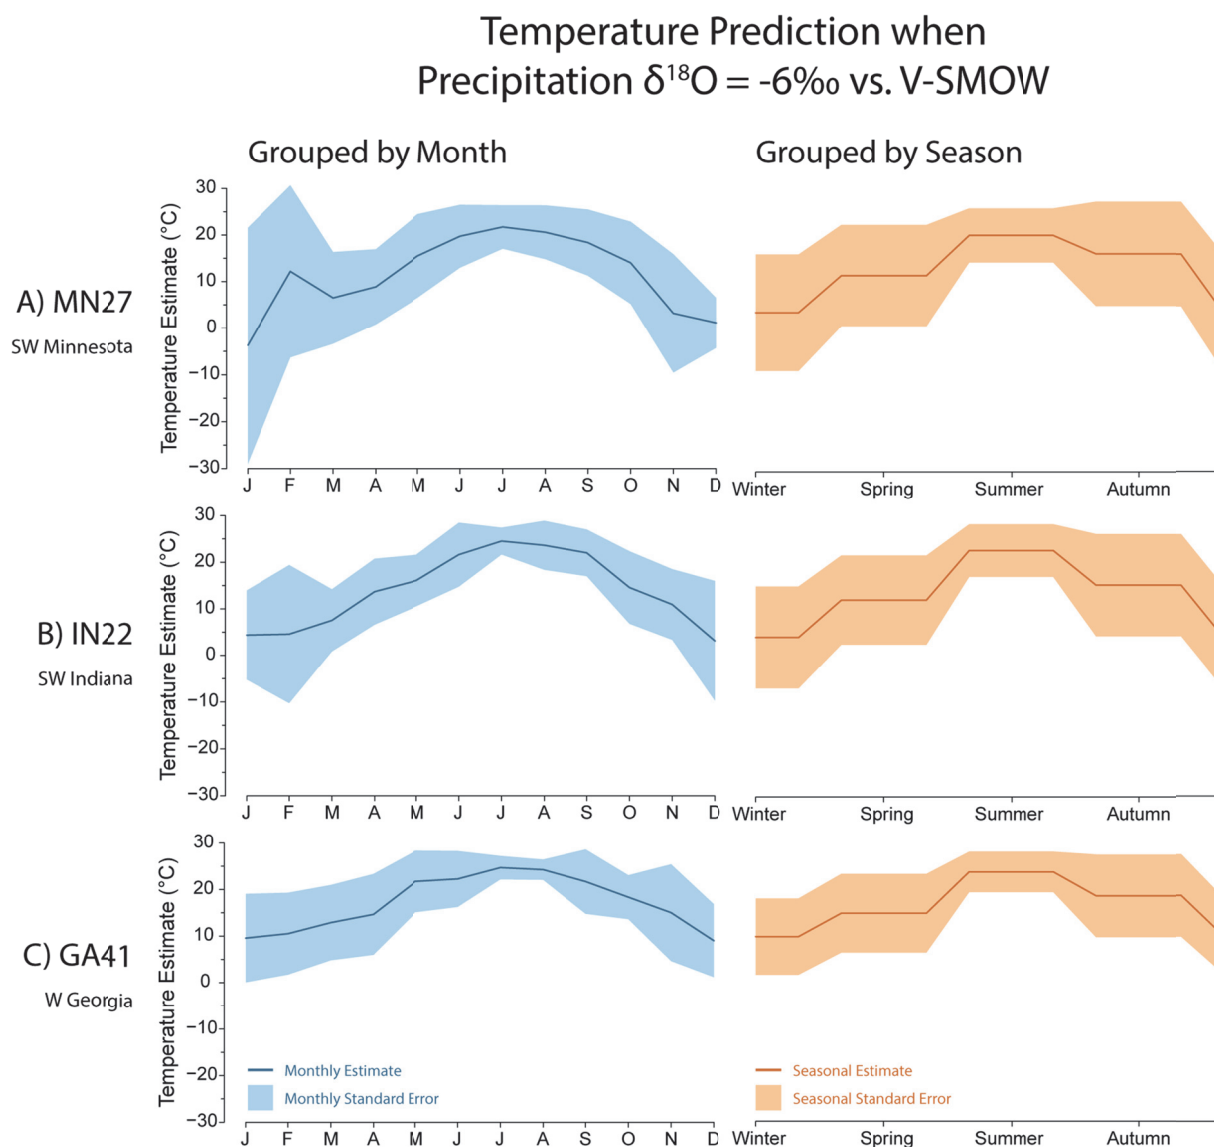 Temperature Prediction when
Precipitation δ¹⁸O = -6‰ vs. V-SMOW
Grouped by Month
Grouped by Season
A) MN27
SW Minnesota
Temperature Estimate (°C)
30
20
10
0
−10
−20
−30
J F M A M J J A S O N D
Winter Spring Summer Autumn
B) IN22
SW Indiana
Temperature Estimate (°C)
30
20
10
0
−10
−20
−30
J F M A M J J A S O N D
Winter Spring Summer Autumn
C) GA41
W Georgia
Temperature Estimate (°C)
30
20
10
0
−10
−20
−30
Monthly Estimate
Monthly Standard Error
Seasonal Estimate
Seasonal Standard Error
J F M A M J J A S O N D
Winter Spring Summer Autumn